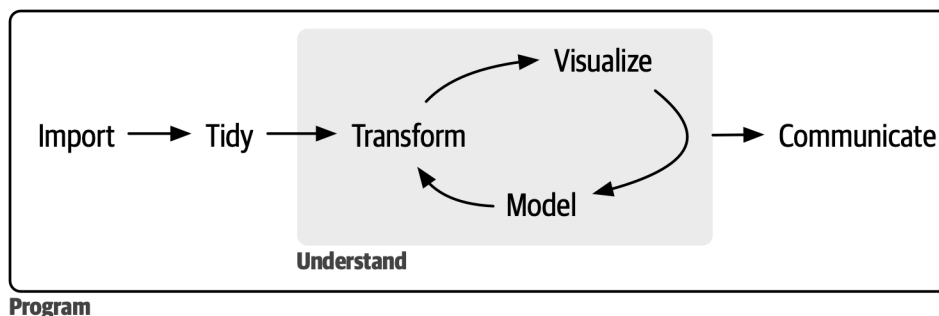 Visualize
Import
Tidy
Transform
Communicate
Model
Understand
Program